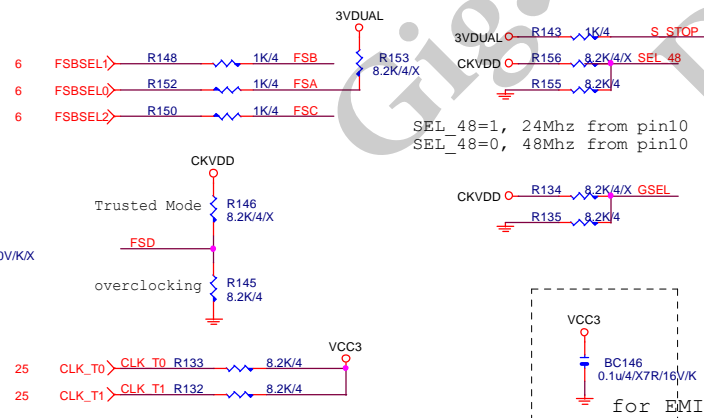 3VDUAL
3VDUAL R143 1K/4 S_STOP
6 FSBSEL1 R148 1K/4 FSB R153
8.2K/4/X
CKVDD R156 8.2K/4/X SEL_48
6 FSBSEL0 R152 1K/4 FSA R155 8.2K/4
6 FSBSEL2 R150 1K/4 FSC
SEL_48=1, 24Mhz from pin10
SEL_48=0, 48Mhz from pin10
CKVDD
Trusted Mode R146
8.2K/4/X
CKVDD R134 8.2K/4/X GSEL
R135 8.2K/4
FSD
0V/K/X
overclocking R145
8.2K/4
VCC3
25 CLK_T0 CLK_T0 R133 8.2K/4
25 CLK_T1 CLK_T1 R132 8.2K/4
VCC3
BC146
0.1u/4/X7R/16V/K
for EMI
Gig